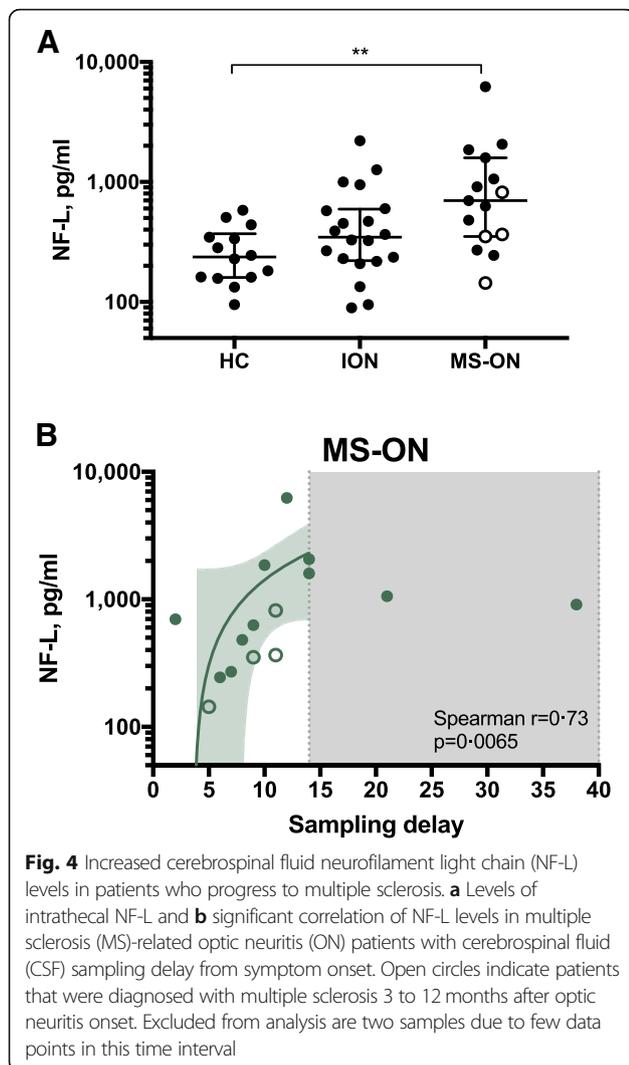 A
**
10,000
1,000
100
NF-L, pg/ml
HC ION MS-ON
B
MS-ON
10,000
1,000
100
NF-L, pg/ml
Spearman r=0·73
p=0·0065
0 5 10 15 20 25 30 35 40
Sampling delay
Fig. 4 Increased cerebrospinal fluid neurofilament light chain (NF-L)
levels in patients who progress to multiple sclerosis. a Levels of
intrathecal NF-L and b significant correlation of NF-L levels in multiple
sclerosis (MS)-related optic neuritis (ON) patients with cerebrospinal fluid
(CSF) sampling delay from symptom onset. Open circles indicate patients
that were diagnosed with multiple sclerosis 3 to 12 months after optic
neuritis onset. Excluded from analysis are two samples due to few data
points in this time interval